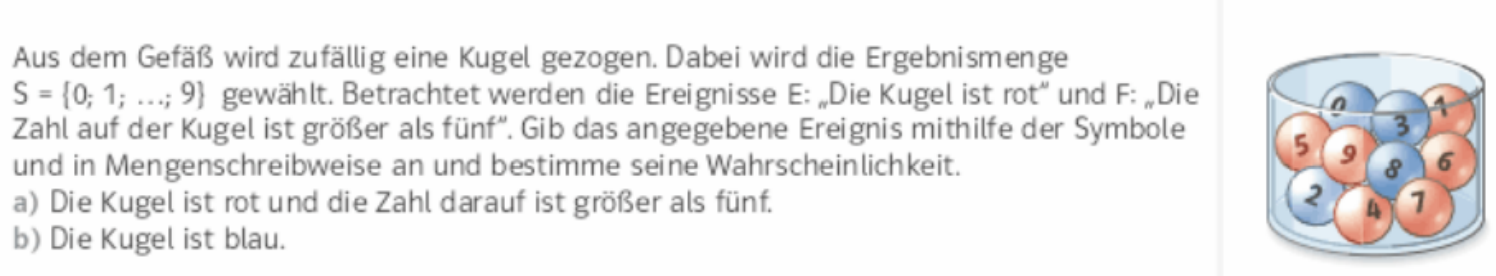 Aus dem Gefäß wird zufällig eine Kugel gezogen. Dabei wird die Ergebnismenge
S = {0; 1; ...; 9} gewählt. Betrachtet werden die Ereignisse E: „Die Kugel ist rot“ und F: „Die
Zahl auf der Kugel ist größer als fünf“. Gib das angegebene Ereignis mithilfe der Symbole
und in Mengenschreibweise an und bestimme seine Wahrscheinlichkeit.
a) Die Kugel ist rot und die Zahl darauf ist größer als fünf.
b) Die Kugel ist blau.
0 3 1
5 9 8 6
2 4 7